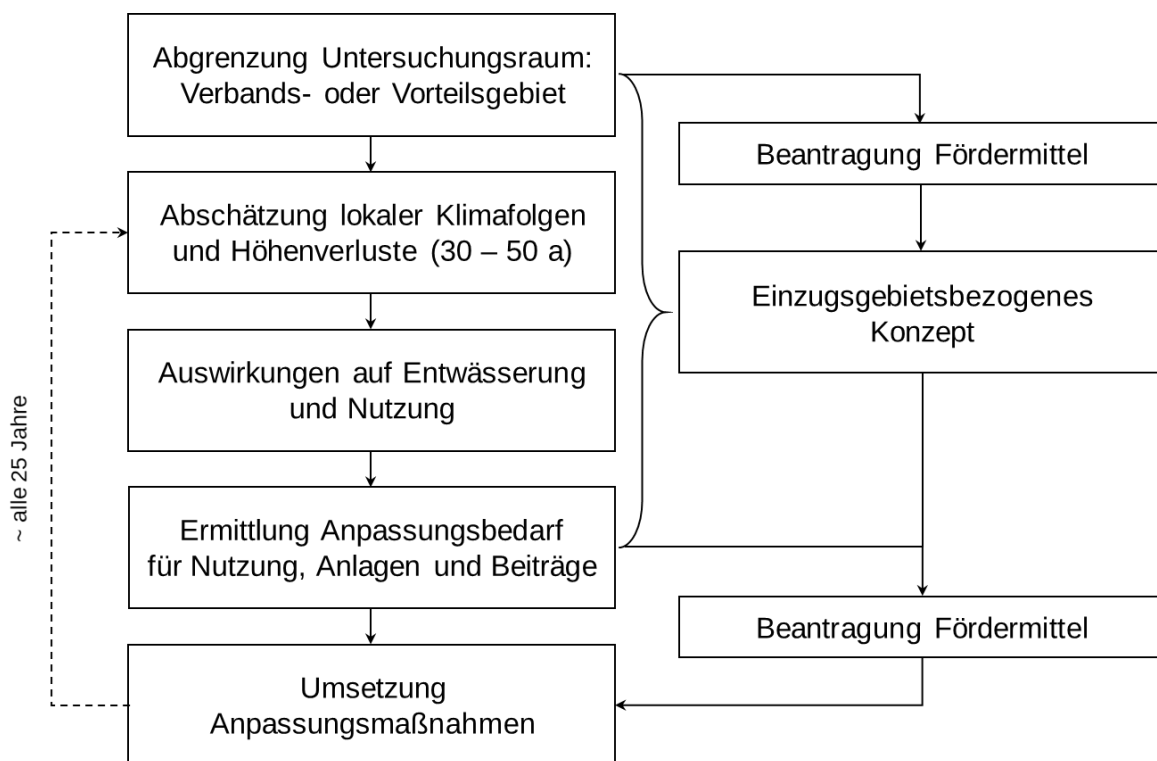 Abgrenzung Untersuchungsraum:
Verbands- oder Vorteilsgebiet
Beantragung Fördermittel
Abschätzung lokaler Klimafolgen
und Höhenverluste (30 – 50 a)
Einzugsgebietsbezogenes
Konzept
Auswirkungen auf Entwässerung
und Nutzung
~ alle 25 Jahre
Ermittlung Anpassungsbedarf
für Nutzung, Anlagen und Beiträge
Beantragung Fördermittel
Umsetzung
Anpassungsmaßnahmen